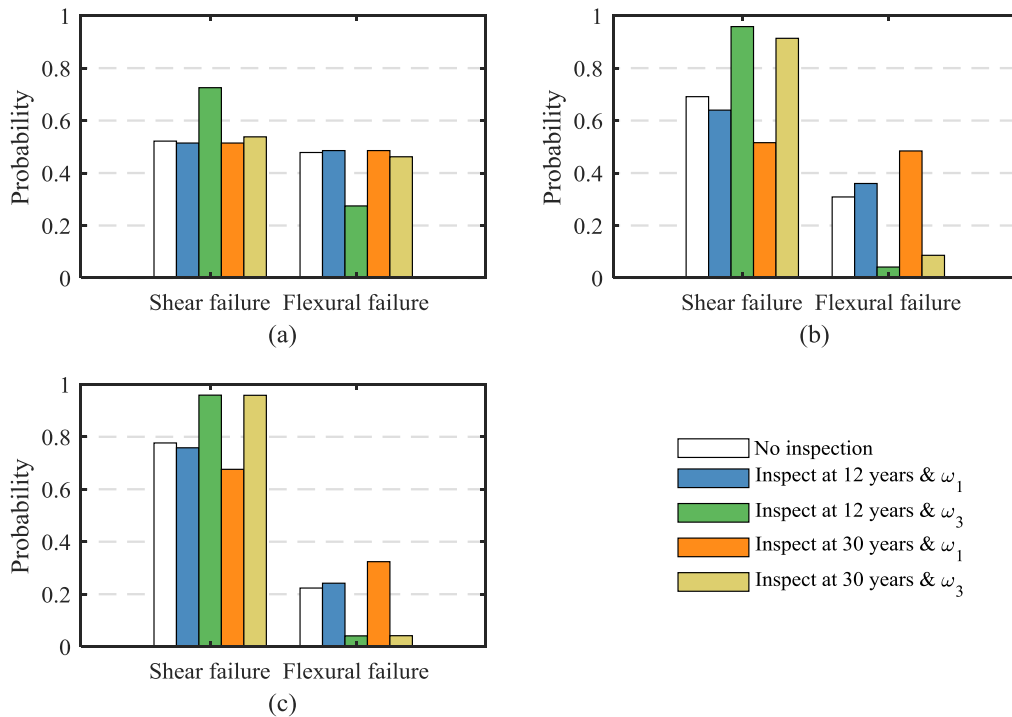 1
0.8
0.6
0.4
0.2
0
Probability
Shear failure Flexural failure
(a)
1
0.8
0.6
0.4
0.2
0
Probability
Shear failure Flexural failure
(b)
1
0.8
0.6
0.4
0.2
0
Probability
Shear failure Flexural failure
(c)
No inspection
Inspect at 12 years & ω1
Inspect at 12 years & ω3
Inspect at 30 years & ω1
Inspect at 30 years & ω3